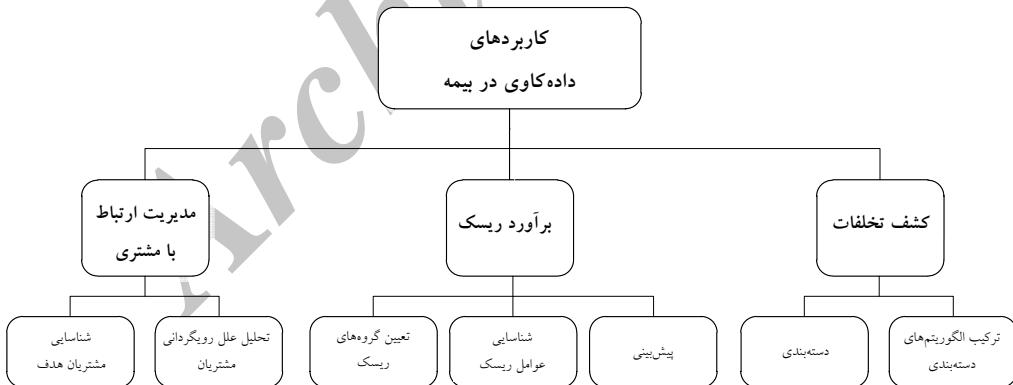 کاربردهای
داده‌کاوی در بیمه
کشف تخلفات
برآورد ریسک
مدیریت ارتباط
با مشتری
ترکیب الگوریتم‌های
دسته‌بندی
دسته‌بندی
پیش‌بینی
شناسایی
عوامل ریسک
تعیین گروه‌های
ریسک
تحلیل علل رویگردانی
مشتریان
شناسایی
مشتریان هدف